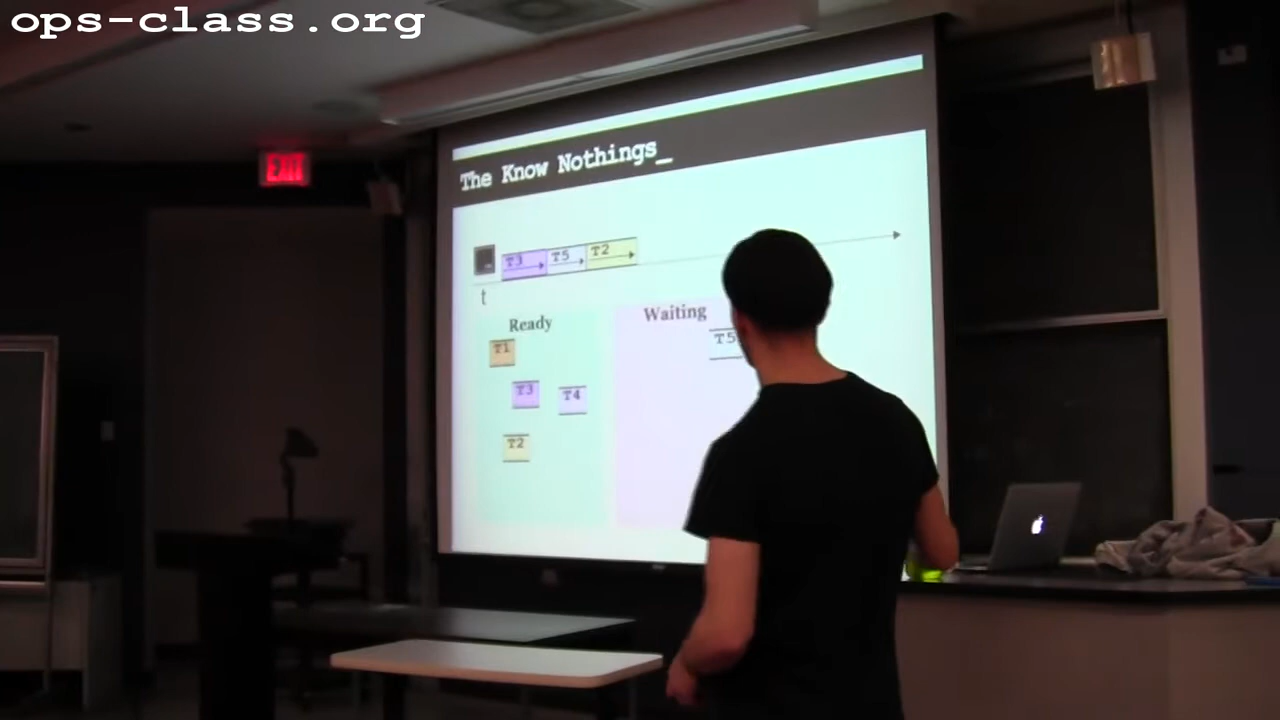 ops-class.org
EXIT
The Know Nothings_
T3 T5 T2
t
Ready
Waiting
T1
T5
T3
T4
T2